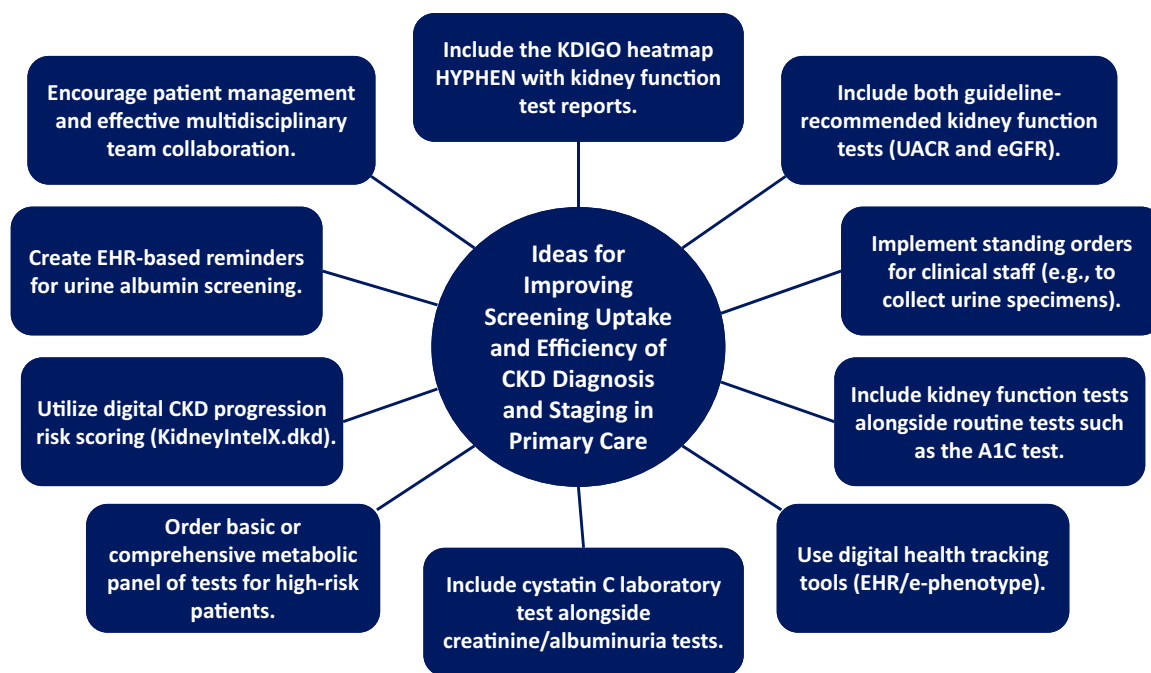 Include the KDIGO heatmap
HYPHEN with kidney function
test reports.
Encourage patient management
and effective multidisciplinary
team collaboration.
Include both guideline-
recommended kidney function
tests (UACR and eGFR).
Create EHR-based reminders
for urine albumin screening.
Ideas for
Improving
Screening Uptake
and Efficiency of
CKD Diagnosis
and Staging in
Primary Care
Implement standing orders
for clinical staff (e.g., to
collect urine specimens).
Utilize digital CKD progression
risk scoring (KidneyIntelX.dkd).
Include kidney function tests
alongside routine tests such
as the A1C test.
Order basic or
comprehensive metabolic
panel of tests for high-risk
patients.
Include cystatin C laboratory
test alongside
creatinine/albuminuria tests.
Use digital health tracking
tools (EHR/e-phenotype).